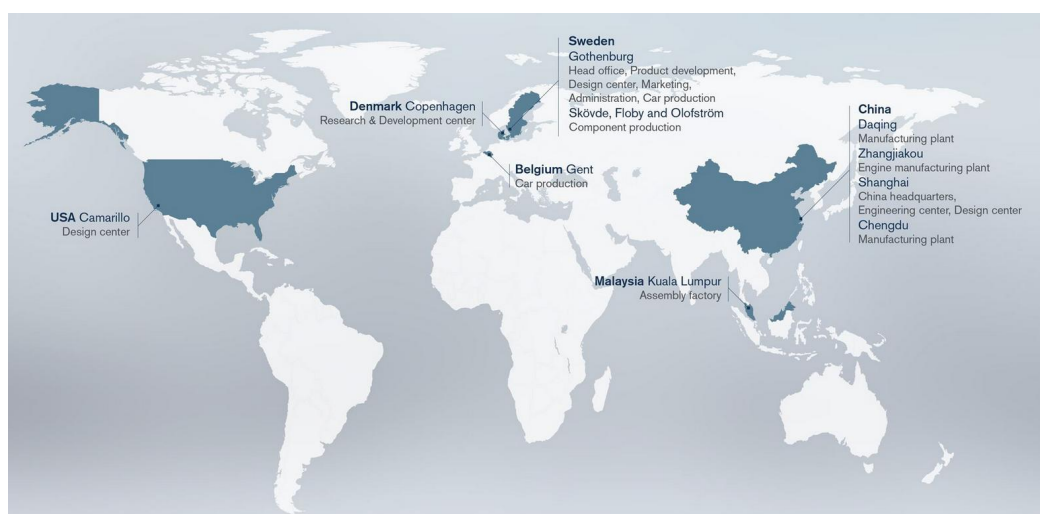 Sweden
Gothenburg
Head office, Product development,
Design center, Marketing,
Administration, Car production
Skövde, Floby and Olofström
Component production
Denmark Copenhagen
Research & Development center
Belgium Gent
Car production
China
Daqing
Manufacturing plant
Zhangjiakou
Engine manufacturing plant
Shanghai
China headquarters,
Engineering center, Design center
Chengdu
Manufacturing plant
USA Camarillo
Design center
Malaysia Kuala Lumpur
Assembly factory